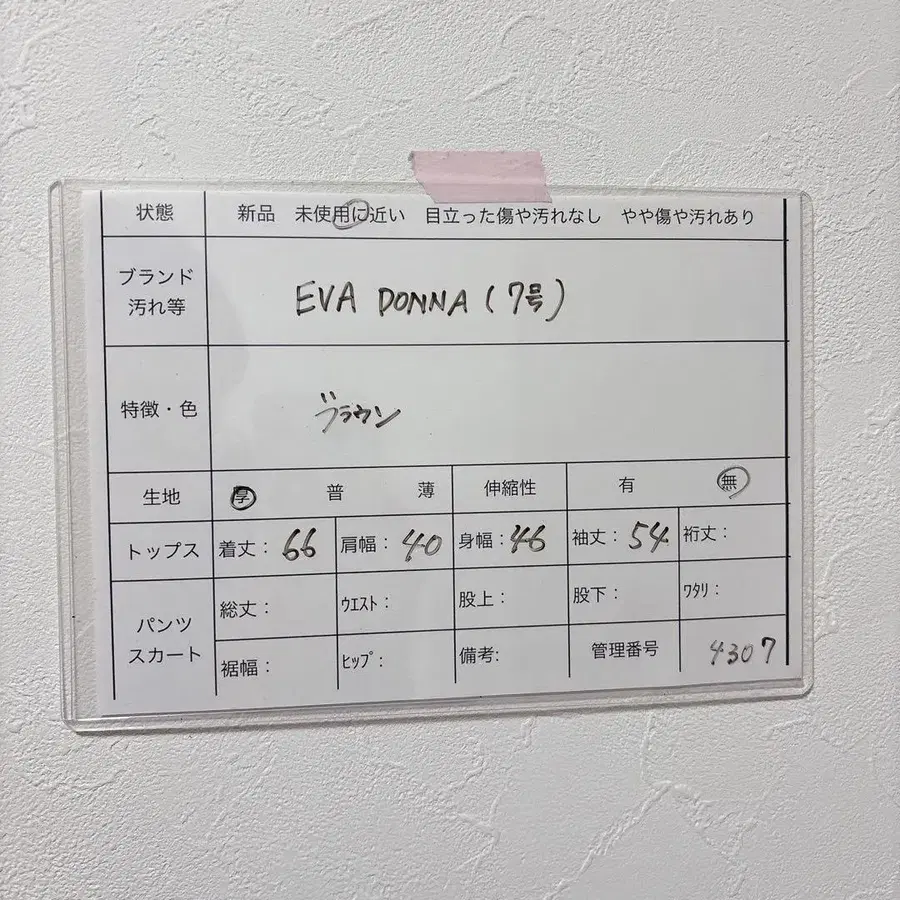 状態 新品 未使用に近い 目立った傷や汚れなし やや傷や汚れあり
ブランド
汚れ等
EVA DONNA (7号)
特徴・色 ブラウン
生地 厚 普 薄 伸縮性 有 無
トップス 着丈: 66 肩幅: 40 身幅: 46 袖丈: 54 裄丈:
パンツ
スカート
総丈: ウエスト: 股上: 股下: ワタリ:
裾幅: ヒップ: 備考: 管理番号 4307